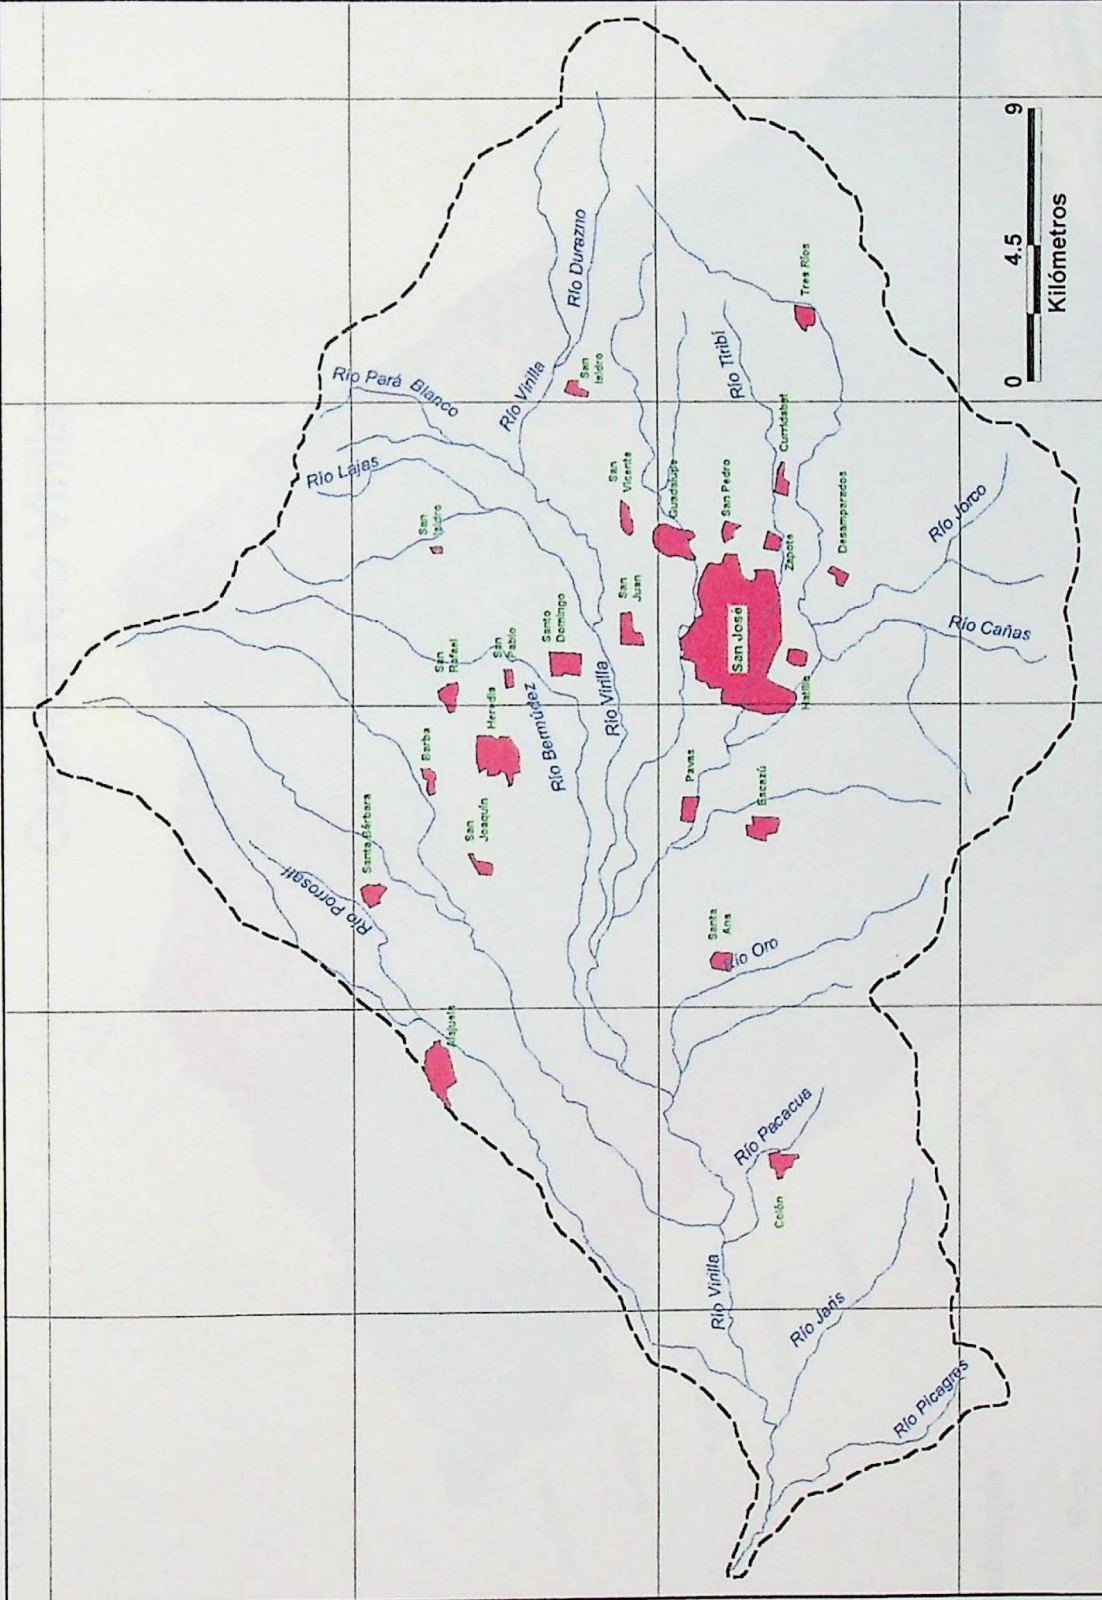 Río Porrosatí
Alajuela
Santa Bárbara
Barba
San
Rafael
San
Isidro
Río Lajas
Río Pará Blanco
San
Joaquín
Heredia
San
Pablo
Santo
Domingo
Río Bermúdez
Río Virilla
Río Virilla
Río Durazno
San
Isidro
San
Juan
San
Vicente
Guadalupe
San Pedro
Río Tiribí
Curridabat
Tres Ríos
Zapote
Desamparados
San José
Hatillo
Pavas
Escazú
Santa
Ana
Río Oro
Río Cañas
Río Jorco
Río Virilla
Río Pacacua
Colón
Río Jaris
Río Picagres
0 4.5 9
Kilómetros